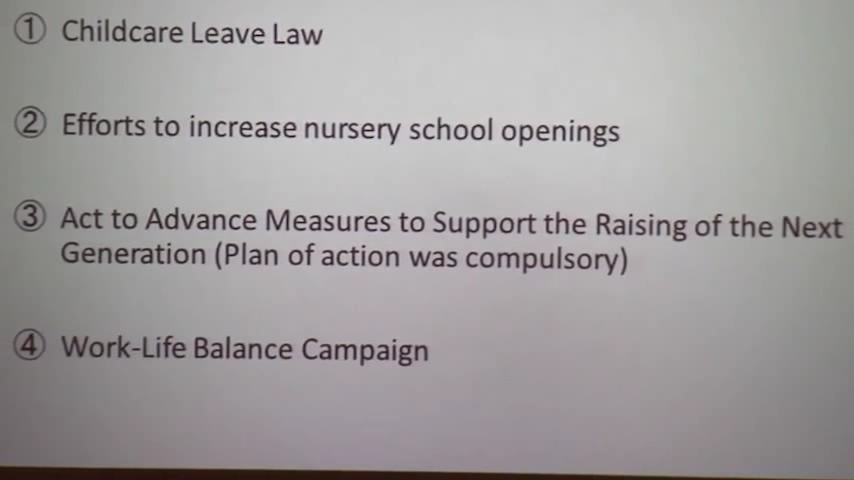 ① Childcare Leave Law
② Efforts to increase nursery school openings
③ Act to Advance Measures to Support the Raising of the Next
Generation (Plan of action was compulsory)
④ Work-Life Balance Campaign